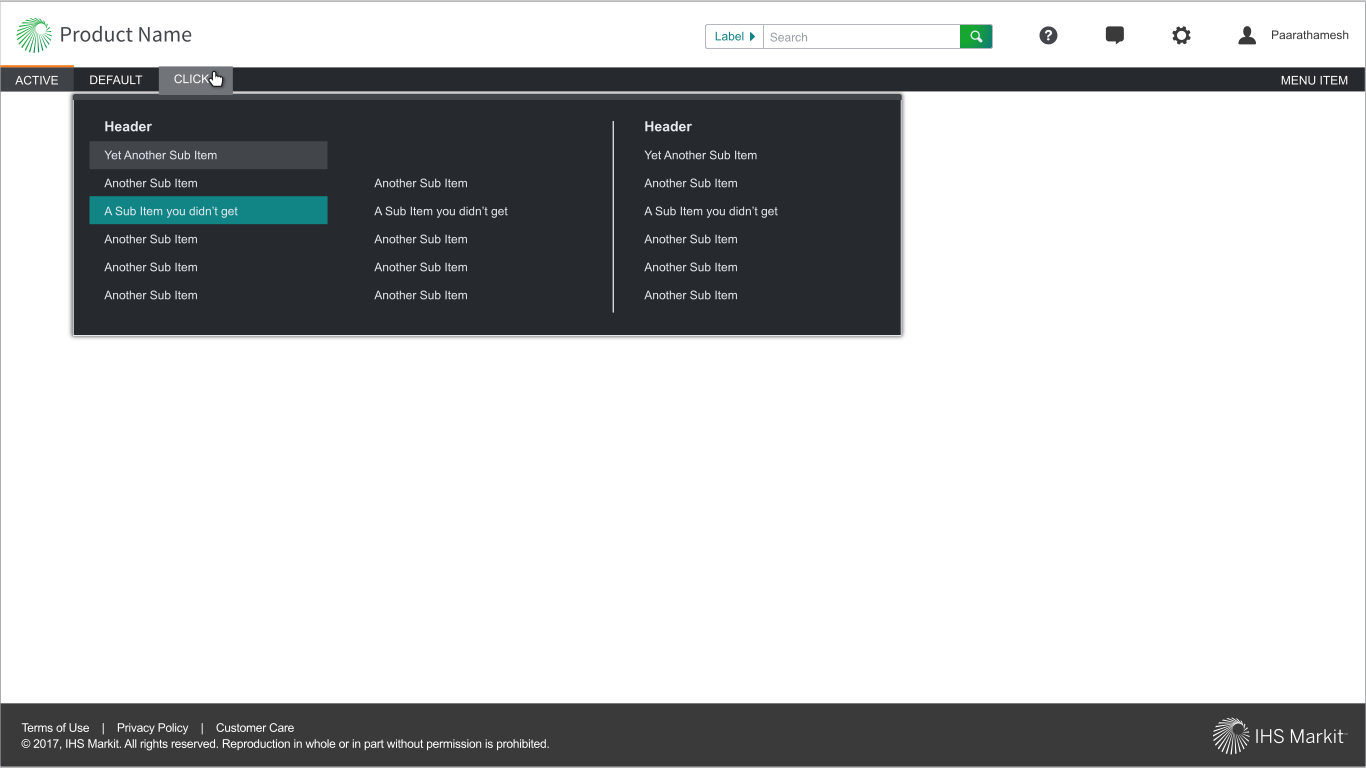 Product Name
Label
Search
?
Paarathamesh
ACTIVE
DEFAULT
CLICK
MENU ITEM
Header
Yet Another Sub Item
Another Sub Item
A Sub Item you didn’t get
Another Sub Item
Another Sub Item
Another Sub Item
Another Sub Item
A Sub Item you didn’t get
Another Sub Item
Another Sub Item
Another Sub Item
Header
Yet Another Sub Item
Another Sub Item
A Sub Item you didn’t get
Another Sub Item
Another Sub Item
Another Sub Item
Terms of Use | Privacy Policy | Customer Care
© 2017, IHS Markit. All rights reserved. Reproduction in whole or in part without permission is prohibited.
IHS Markit